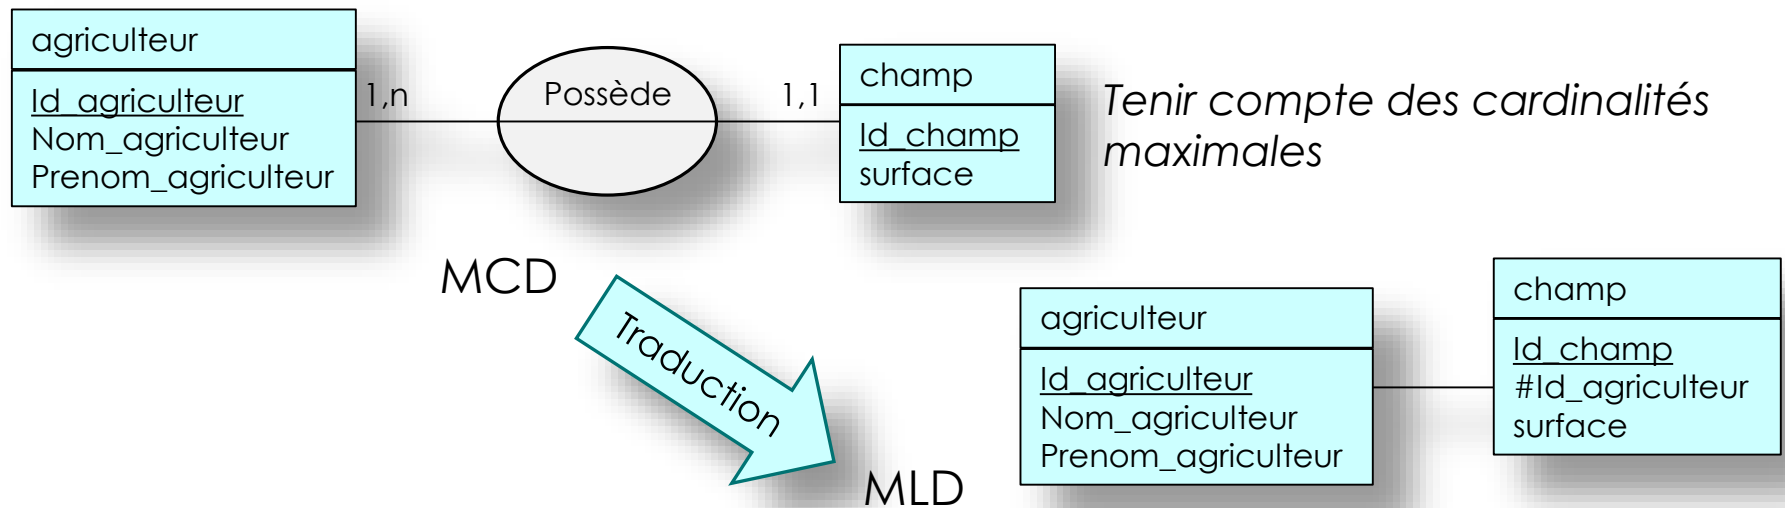 agriculteur
Id_agriculteur
Nom_agriculteur
Prenom_agriculteur
1,n
Possède
1,1
champ
Id_champ
surface
Tenir compte des cardinalités
maximales
MCD
Traduction
MLD
agriculteur
Id_agriculteur
Nom_agriculteur
Prenom_agriculteur
champ
Id_champ
#Id_agriculteur
surface